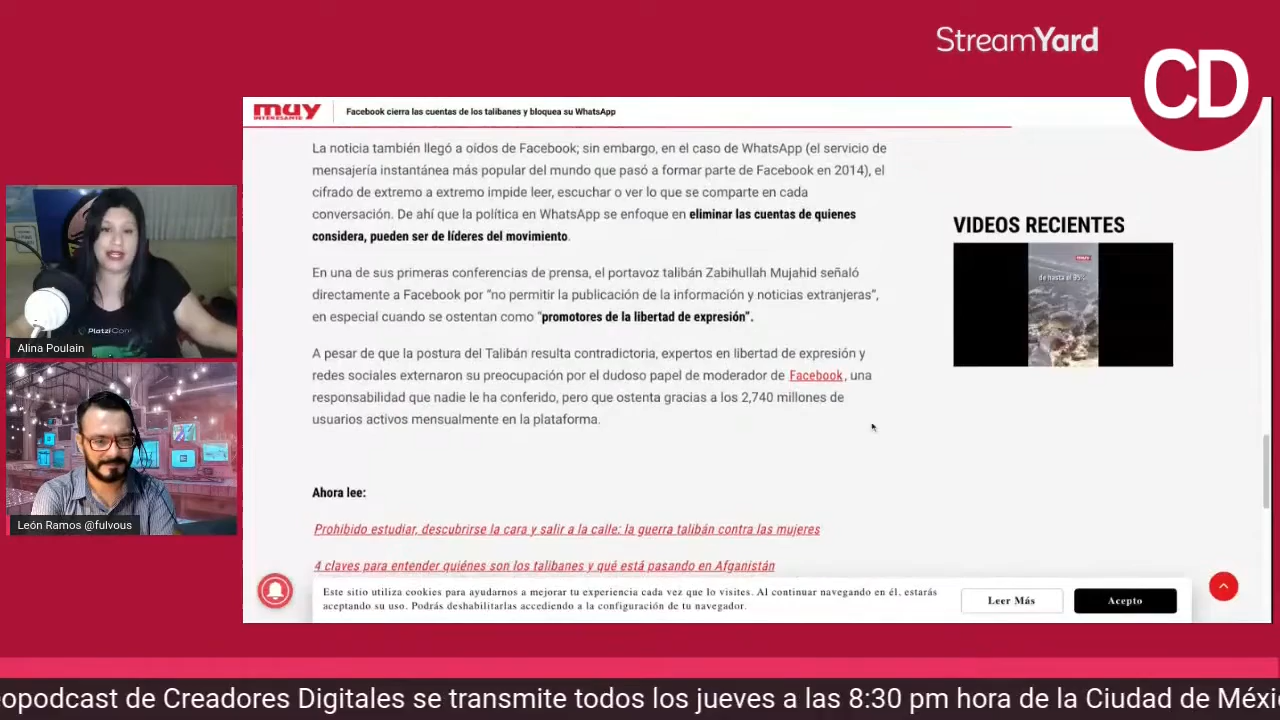 StreamYard
CD
muy
INTERESANTE
Facebook cierra las cuentas de los talibanes y bloquea su WhatsApp
La noticia también llegó a oídos de Facebook; sin embargo, en el caso de WhatsApp (el servicio de
mensajería instantánea más popular del mundo que pasó a formar parte de Facebook en 2014), el
cifrado de extremo a extremo impide leer, escuchar o ver lo que se comparte en cada
conversación. De ahí que la política en WhatsApp se enfoque en eliminar las cuentas de quienes
considera, pueden ser de líderes del movimiento.
En una de sus primeras conferencias de prensa, el portavoz talibán Zabihullah Mujahid señaló
directamente a Facebook por “no permitir la publicación de la información y noticias extranjeras”,
en especial cuando se ostentan como “promotores de la libertad de expresión”.
A pesar de que la postura del Talibán resulta contradictoria, expertos en libertad de expresión y
redes sociales externaron su preocupación por el dudoso papel de moderador de Facebook, una
responsabilidad que nadie le ha conferido, pero que ostenta gracias a los 2,740 millones de
usuarios activos mensualmente en la plataforma.
Ahora lee:
Prohibido estudiar, descubrirse la cara y salir a la calle: la guerra talibán contra las mujeres
4 claves para entender quiénes son los talibanes y qué está pasando en Afganistán
VIDEOS RECIENTES
muy
de hasta el 95%
Este sitio utiliza cookies para ayudarnos a mejorar tu experiencia cada vez que lo visites. Al continuar navegando en él, estarás
aceptando su uso. Podrás deshabilitarlas accediendo a la configuración de tu navegador.
Leer Más
Acepto
Platzi Conf
Alina Poulain
León Ramos @fulvous
opodcast de Creadores Digitales se transmite todos los jueves a las 8:30 pm hora de la Ciudad de Méxi